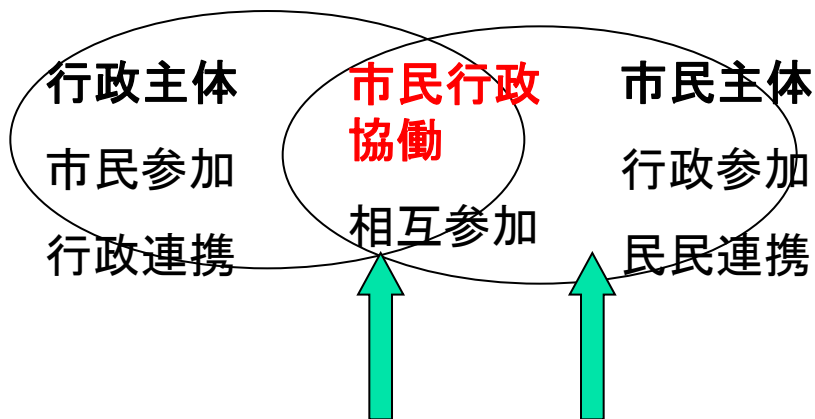 行政主体
市民参加
行政連携
市民行政
協働
相互参加
市民主体
行政参加
民民連携